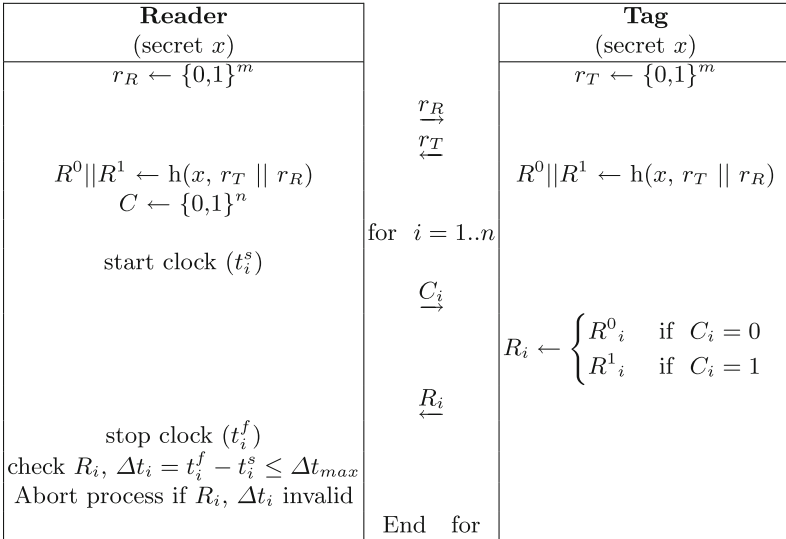 Reader Tag
(secret x) (secret x)
r_R ← {0,1}^m r_T ← {0,1}^m
r_R →
r_T ←
R^0||R^1 ← h(x, r_T || r_R) R^0||R^1 ← h(x, r_T || r_R)
C ← {0,1}^n
for i = 1..n
start clock (t_i^s)
C_i →
R_i ← { R^0_i if C_i = 0
R^1_i if C_i = 1
R_i ←
stop clock (t_i^f)
check R_i, Δt_i = t_i^f − t_i^s ≤ Δt_max
Abort process if R_i, Δt_i invalid
End for